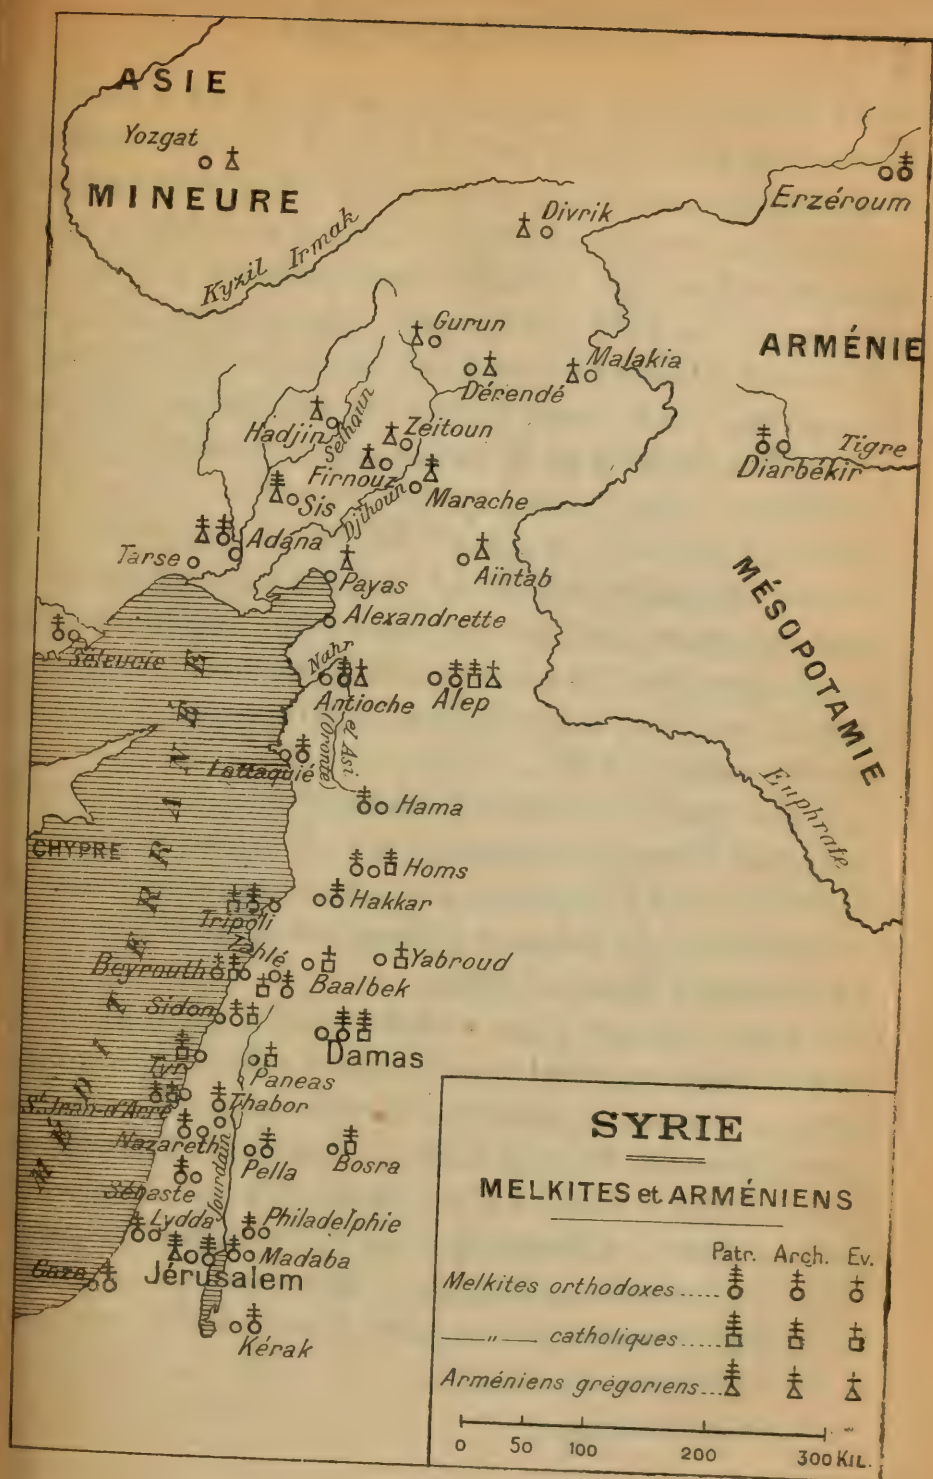 ASIE
Yozgat
MINEURE
Kyzil Irmak
Divrik
Erzéroum
Gurun
ARMÉNIE
Malakia
Dérendé
Hadjin
Seihaun
Zeitoun
Firnouz
Tigre
Diarbékir
Sis
Djihoun
Marache
Adana
Tarse
Payas
Aïntab
MÉSOPOTAMIE
Alexandrette
Séleucie
Nahr
Antioche
Alep
el Asi
(Oronte)
Lattaquié
Euphrate
Hama
CHYPRE
Homs
Hakkar
Tripoli
Zahlé
Beyrouth
Yabroud
Baalbek
Sidon
Damas
Tyr
Paneas
St Jean-d'Acre
Thabor
Nazareth
Jourdain
Pella
Bosra
Sébaste
Lydda
Philadelphie
Madaba
Gaza
Jérusalem
Kérak
MEDITERRANEE
SYRIE
MELKITES et ARMÉNIENS
Patr. Arch. Ev.
Melkites orthodoxes.....
—„— catholiques.....
Arméniens grégoriens...
0 50 100 200 300 KIL.